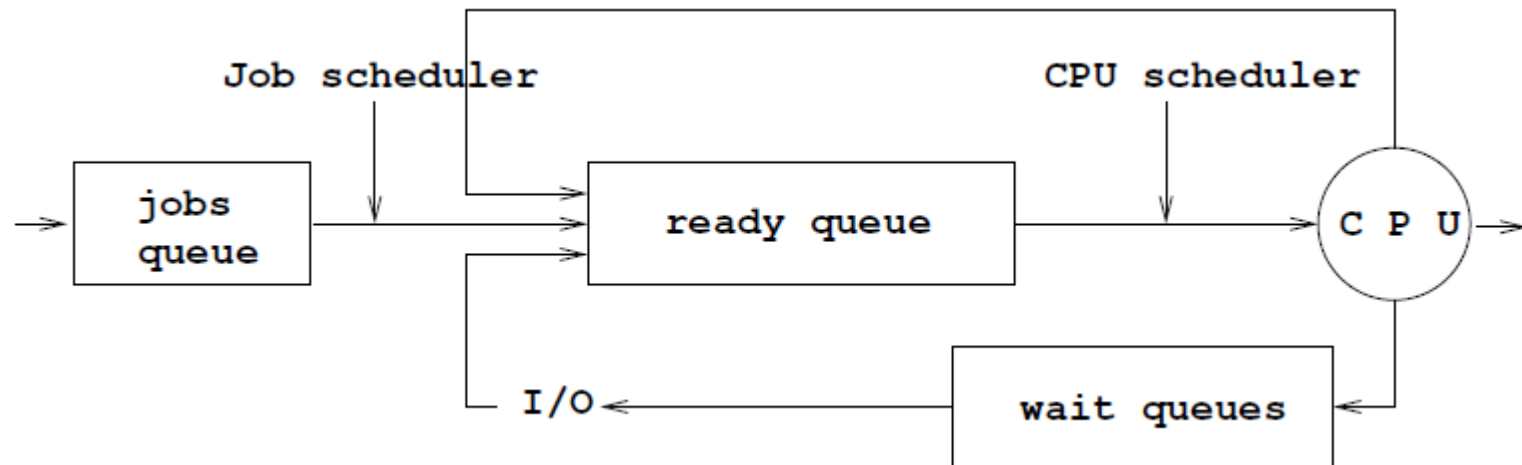 Job scheduler
CPU scheduler
jobs
queue
ready queue
C P U
I/O
wait queues